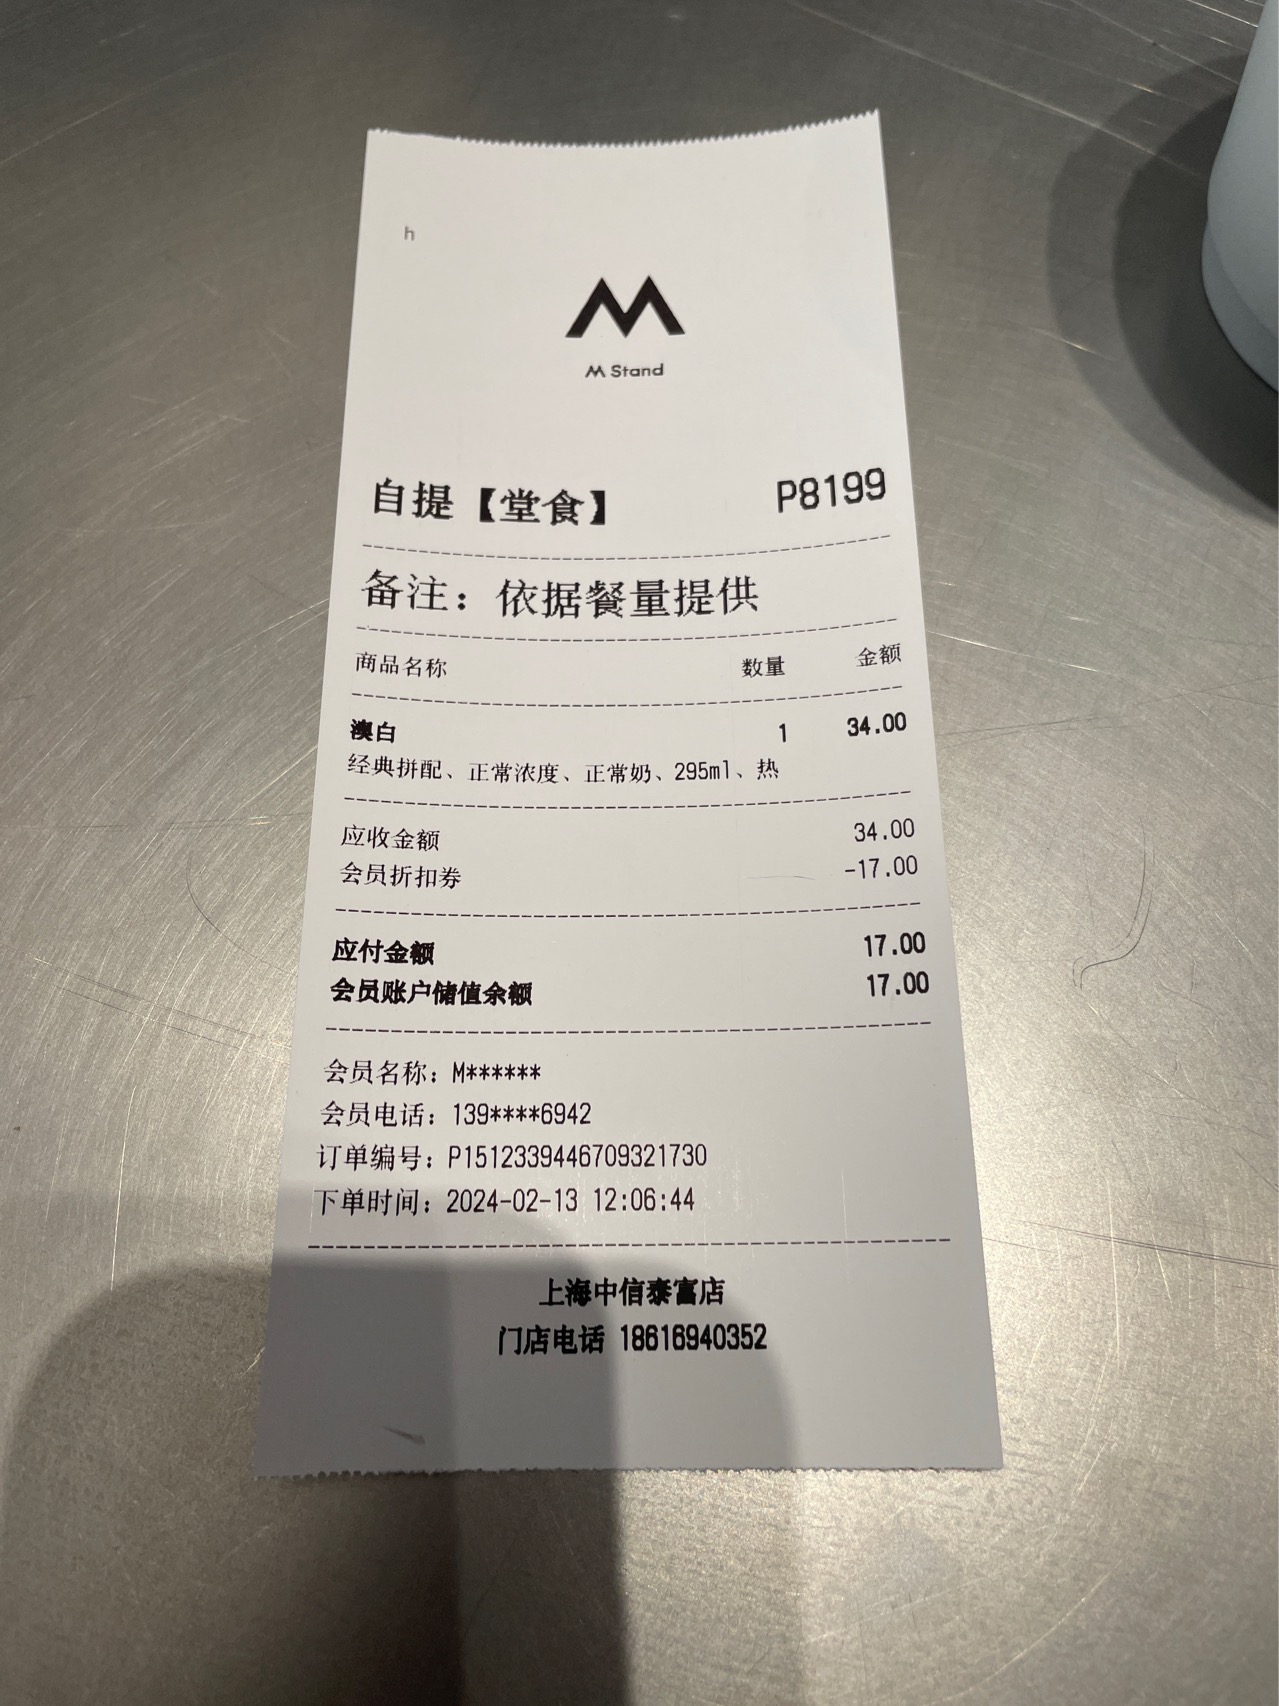 h
M Stand
自提【堂食】 P8199
备注：依据餐量提供
商品名称 数量 金额
澳白 1 34.00
经典拼配、正常浓度、正常奶、295ml、热
应收金额 34.00
会员折扣券 -17.00
应付金额 17.00
会员账户储值余额 17.00
会员名称：M******
会员电话：139****6942
订单编号：P1512339446709321730
下单时间：2024-02-13 12:06:44
上海中信泰富店
门店电话 18616940352